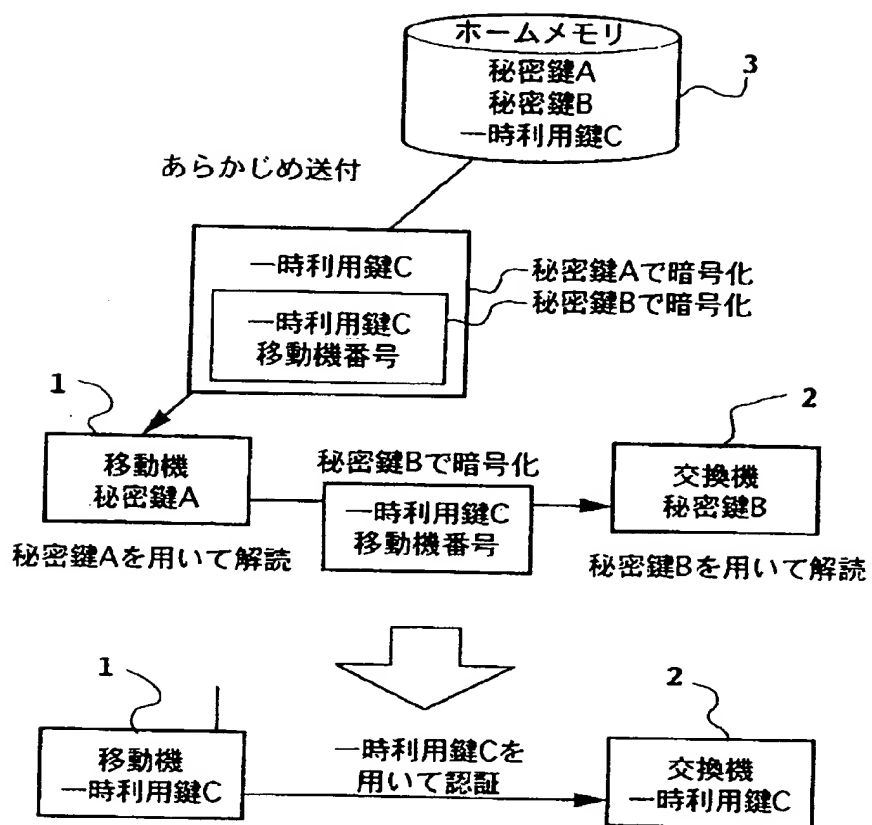 ホームメモリ
秘密鍵A
秘密鍵B
一時利用鍵C
3
あらかじめ送付
一時利用鍵C
秘密鍵Aで暗号化
秘密鍵Bで暗号化
一時利用鍵C
移動機番号
1
移動機
秘密鍵A
秘密鍵Bで暗号化
一時利用鍵C
移動機番号
2
交換機
秘密鍵B
秘密鍵Aを用いて解読
秘密鍵Bを用いて解読
1
移動機
一時利用鍵C
一時利用鍵Cを
用いて認証
2
交換機
一時利用鍵C